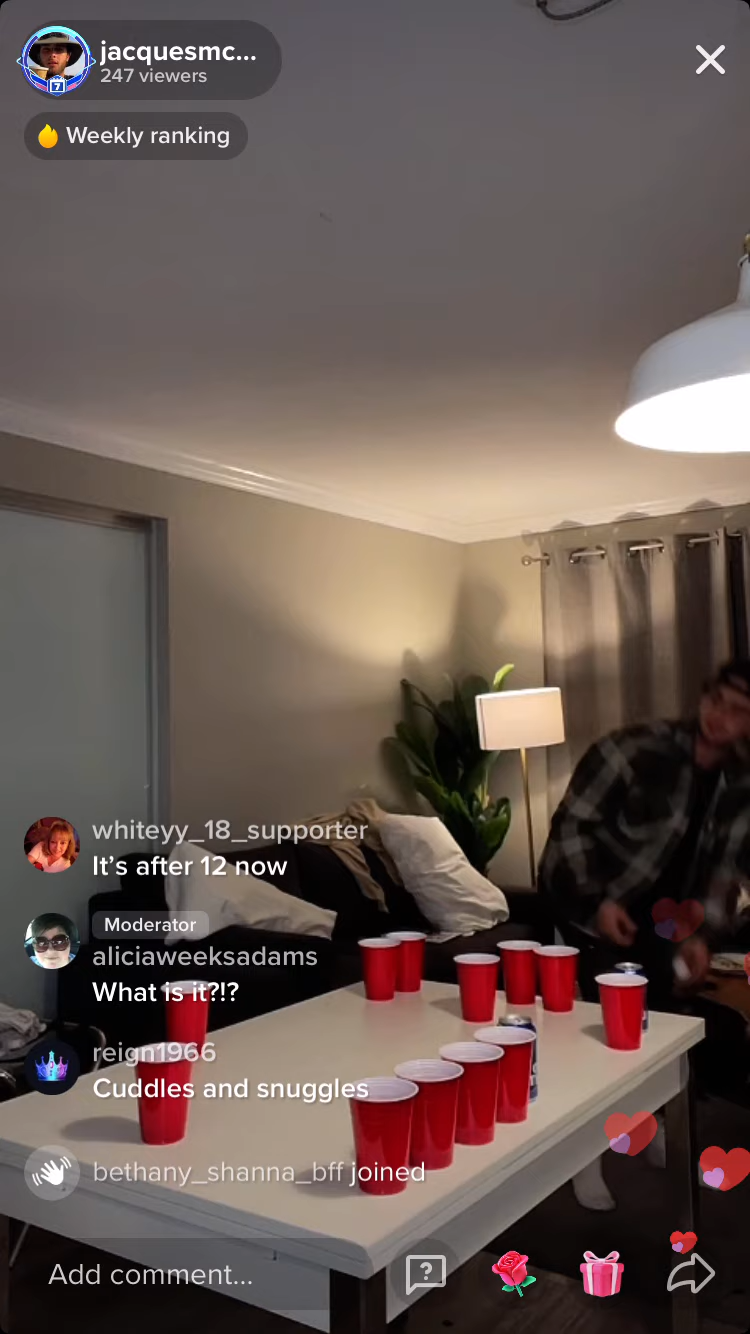 jacquesmc...
247 viewers
Weekly ranking
whiteyy_18_supporter
It's after 12 now
Moderator
aliciaweeksadams
What is it?!?
reign1966
Cuddles and snuggles
bethany_shanna_bff joined
Add comment...